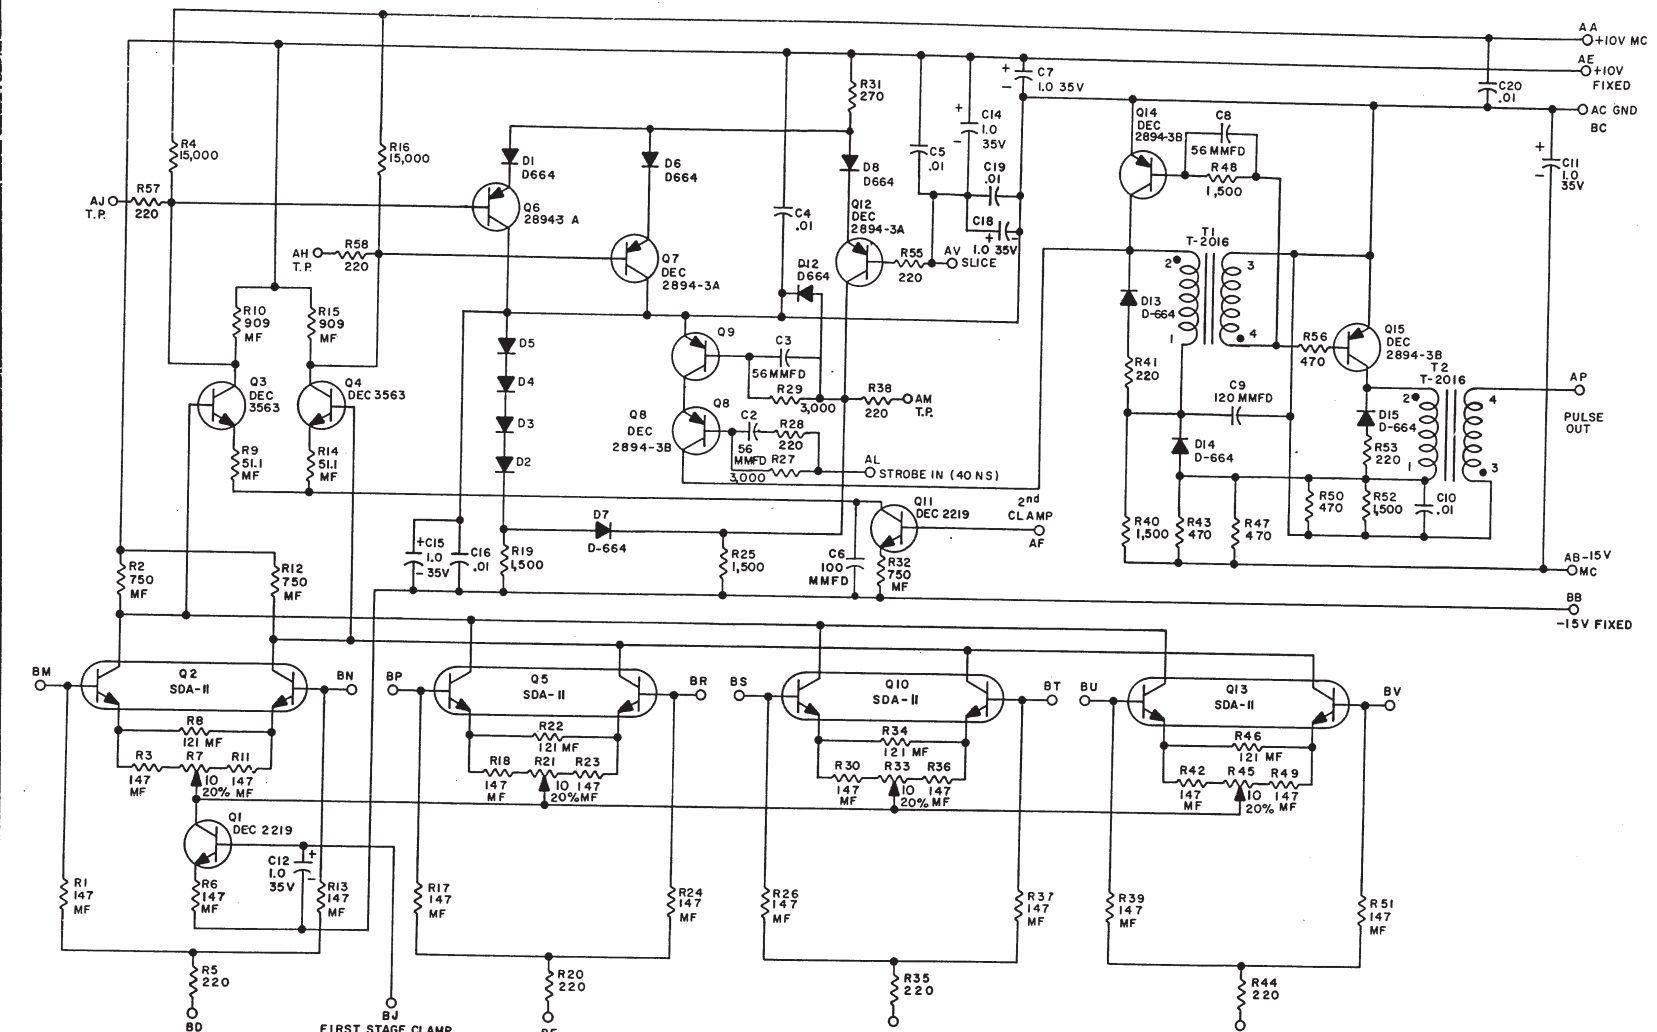 AA
+10V MC
AE
+10V
FIXED
C7
1.0 35V
C20
.01
AC GND
BC
R31
270
C14
1.0
35V
Q14
DEC
2894-3B
C8
56 MMFD
R48
1,500
C11
1.0
35V
R4
15,000
R16
15,000
D1
D664
D6
D664
D8
D664
C5
.01
C19
.01
AJ
T.P.
R57
220
Q6
2894-3 A
C4
.01
Q12
DEC
2894-3A
C18
1.0 35V
T1
T-2016
AH
T.P.
R58
220
Q7
DEC
2894-3A
D12
D664
R55
220
AV
SLICE
2
3
1
4
D13
D-664
R10
909
MF
R15
909
MF
D5
D4
D3
D2
Q9
C3
56MMFD
R29
3,000
R38
220
AM
T.P.
R41
220
R56
470
Q15
DEC
2894-3B
T2
T-2016
2
4
1
3
AP
PULSE
OUT
Q3
DEC
3563
Q4
DEC 3563
Q8
Q8
DEC
2894-3B
C2
56
MMFD
R28
220
R27
3,000
AL
STROBE IN (40 NS)
C9
120 MMFD
D14
D-664
D15
D-664
R53
220
R9
51.1
MF
R14
51.1
MF
D7
D-664
Q11
DEC 2219
2nd
CLAMP
AF
R50
470
R52
1,500
C10
.01
R40
1,500
R43
470
R47
470
C15
1.0
35V
C16
.01
R19
1,500
R25
1,500
C6
100
MMFD
R32
750
MF
AB -15V
MC
BB
-15V FIXED
R2
750
MF
R12
750
MF
BM
Q2
SDA-11
BN
BP
Q5
SDA-11
BR
BS
Q10
SDA-11
BT
BU
Q13
SDA-11
BV
R8
121 MF
R3
147
MF
R7
10
20%
R11
147
MF
R22
121 MF
R18
147
MF
R21
10
20%
R23
147
MF
R34
121 MF
R30
147
MF
R33
10
20%
R36
147
MF
R46
121 MF
R42
147
MF
R45
10
20%
R49
147
MF
Q1
DEC 2219
C12
1.0
35V
R1
147
MF
R6
147
MF
R13
147
MF
R17
147
MF
R24
147
MF
R26
147
MF
R37
147
MF
R39
147
MF
R51
147
MF
R5
220
BD
BJ
FIRST STAGE CLAMP
R20
220
R35
220
R44
220